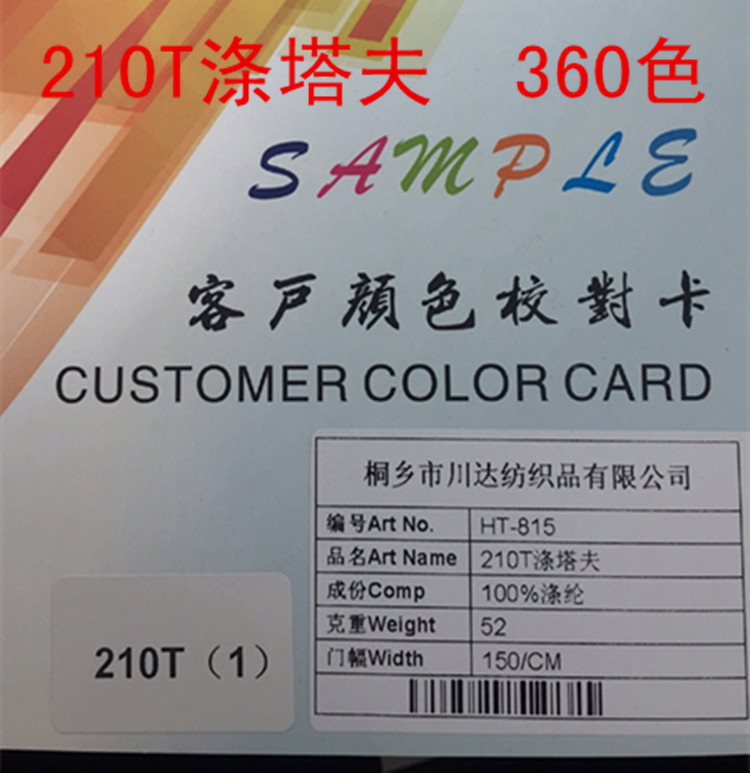 210T涤塔夫 360色
SAMPLE
客戶顔色校對卡
CUSTOMER COLOR CARD
桐乡市川达纺织品有限公司
编号Art No. HT-815
品名Art Name 210T涤塔夫
成份Comp 100%涤纶
克重Weight 52
门幅Width 150/CM
210T（1）